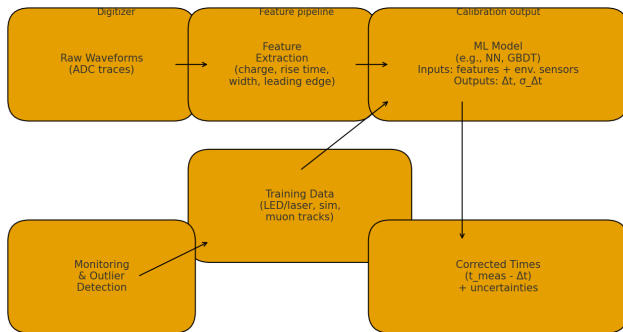 Digitizer
Feature pipeline
Calibration output
Raw Waveforms
(ADC traces)
Feature
Extraction
(charge, rise time,
width, leading edge)
ML Model
(e.g., NN, GBDT)
Inputs: features + env. sensors
Outputs: Δt, σ_Δt
Training Data
(LED/laser, sim,
muon tracks)
Monitoring
& Outlier
Detection
Corrected Times
(t_meas - Δt)
+ uncertainties